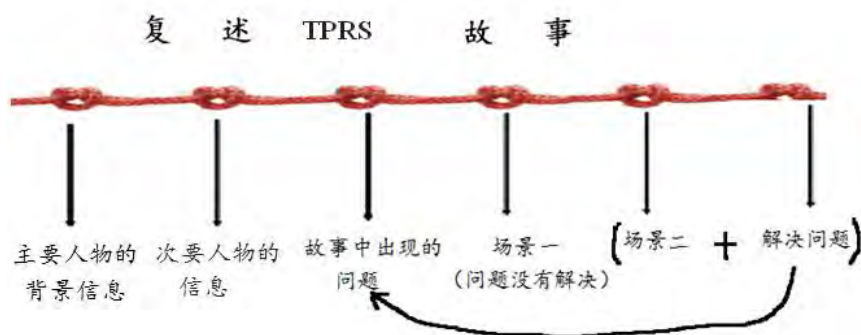 复 述 TPRS 故 事
主要人物的
背景信息
次要人物的
信息
故事中出现的
问题
场景一
（问题没有解决）
（场景二 + 解决问题）